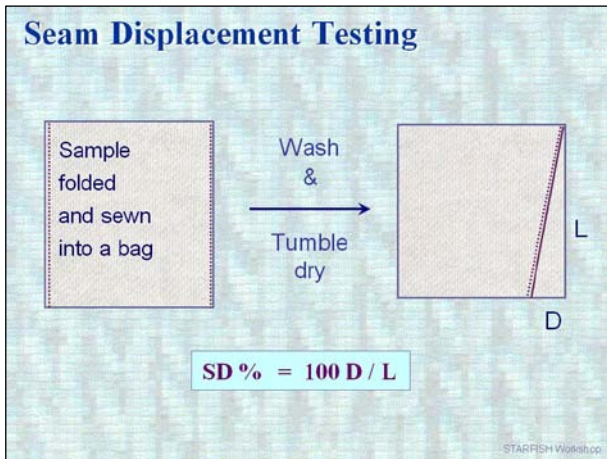 Seam Displacement Testing
Sample
folded
and sewn
into a bag
Wash
&
Tumble
dry
L
D
SD % = 100 D / L
STARFISH Workshop